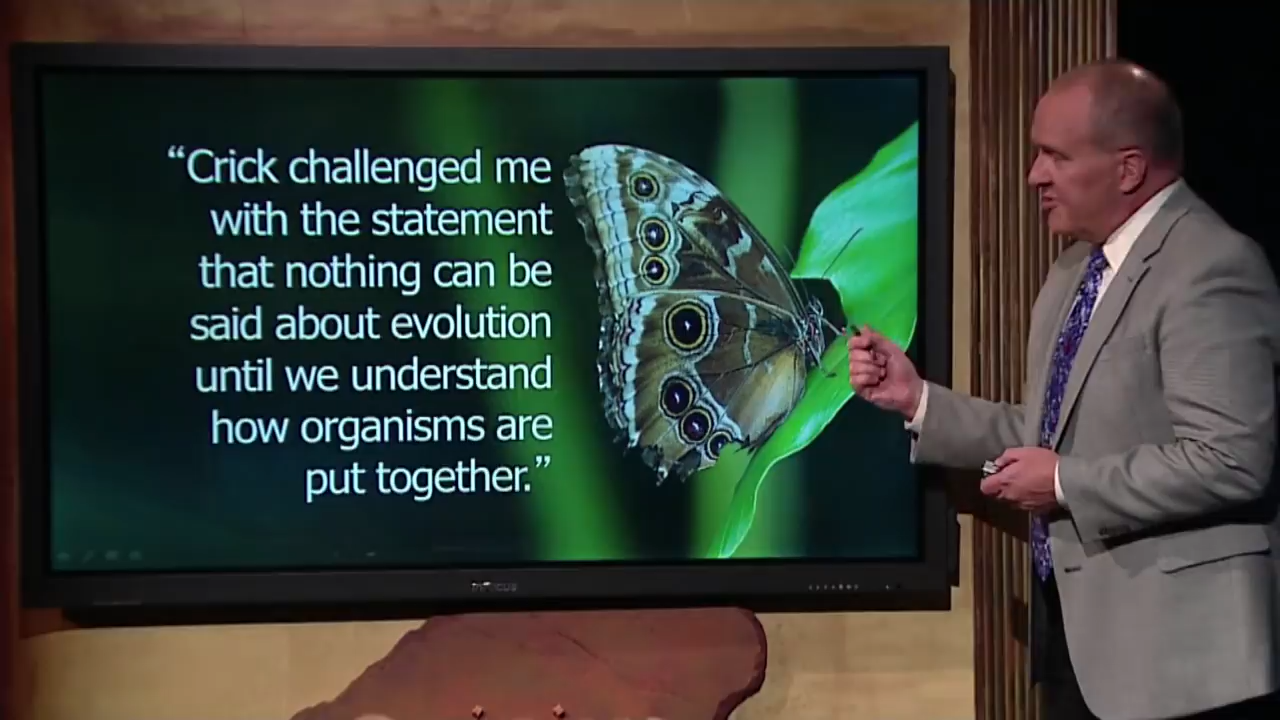 “Crick challenged me
with the statement
that nothing can be
said about evolution
until we understand
how organisms are
put together.”